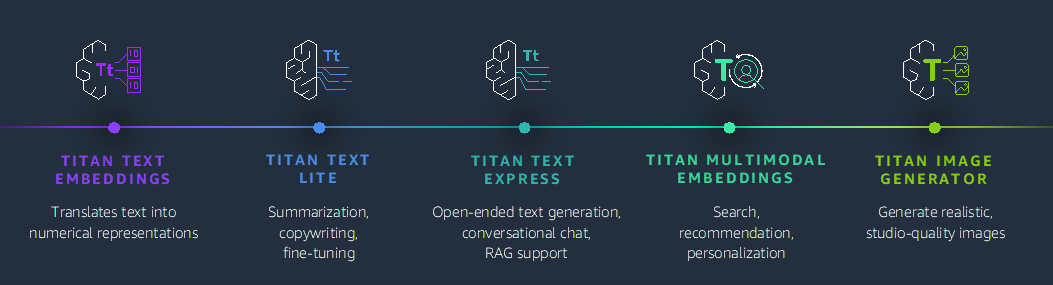 Tt
Tt
Tt
T
T
TITAN TEXT
EMBEDDINGS
Translates text into
numerical representations
TITAN TEXT
LITE
Summarization,
copywriting,
fine-tuning
TITAN TEXT
EXPRESS
Open-ended text generation,
conversational chat,
RAG support
TITAN MULTIMODAL
EMBEDDINGS
Search,
recommendation,
personalization
TITAN IMAGE
GENERATOR
Generate realistic,
studio-quality images